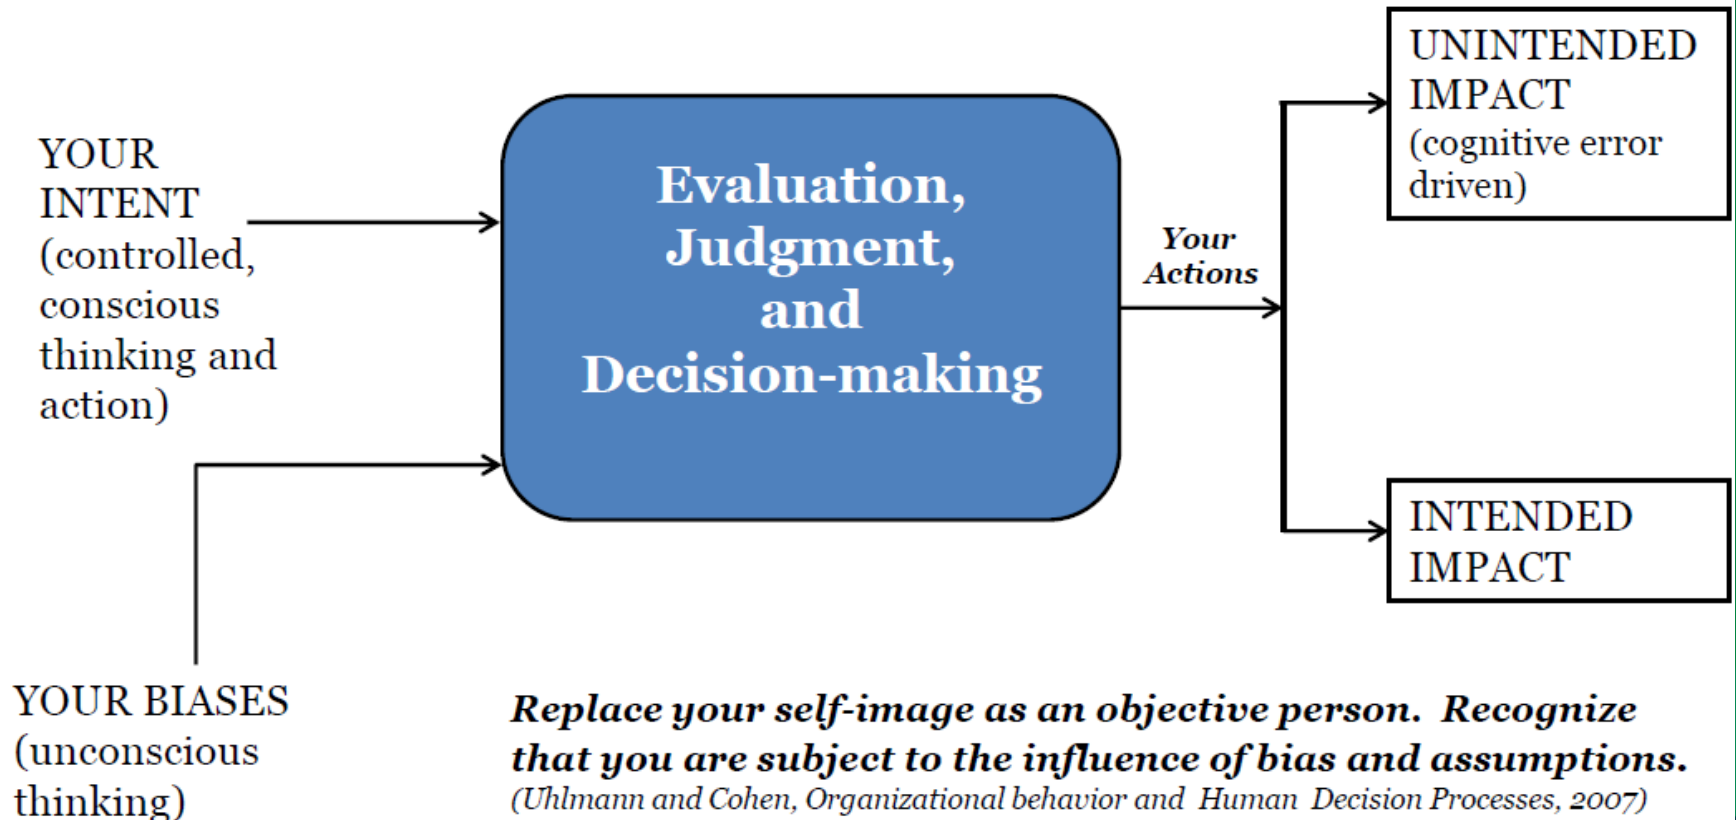 YOUR
INTENT
(controlled,
conscious
thinking and
action)
YOUR BIASES
(unconscious
thinking)
Evaluation,
Judgment,
and
Decision-making
Your
Actions
UNINTENDED
IMPACT
(cognitive error
driven)
INTENDED
IMPACT
Replace your self-image as an objective person. Recognize
that you are subject to the influence of bias and assumptions.
(Uhlmann and Cohen, Organizational behavior and Human Decision Processes, 2007)